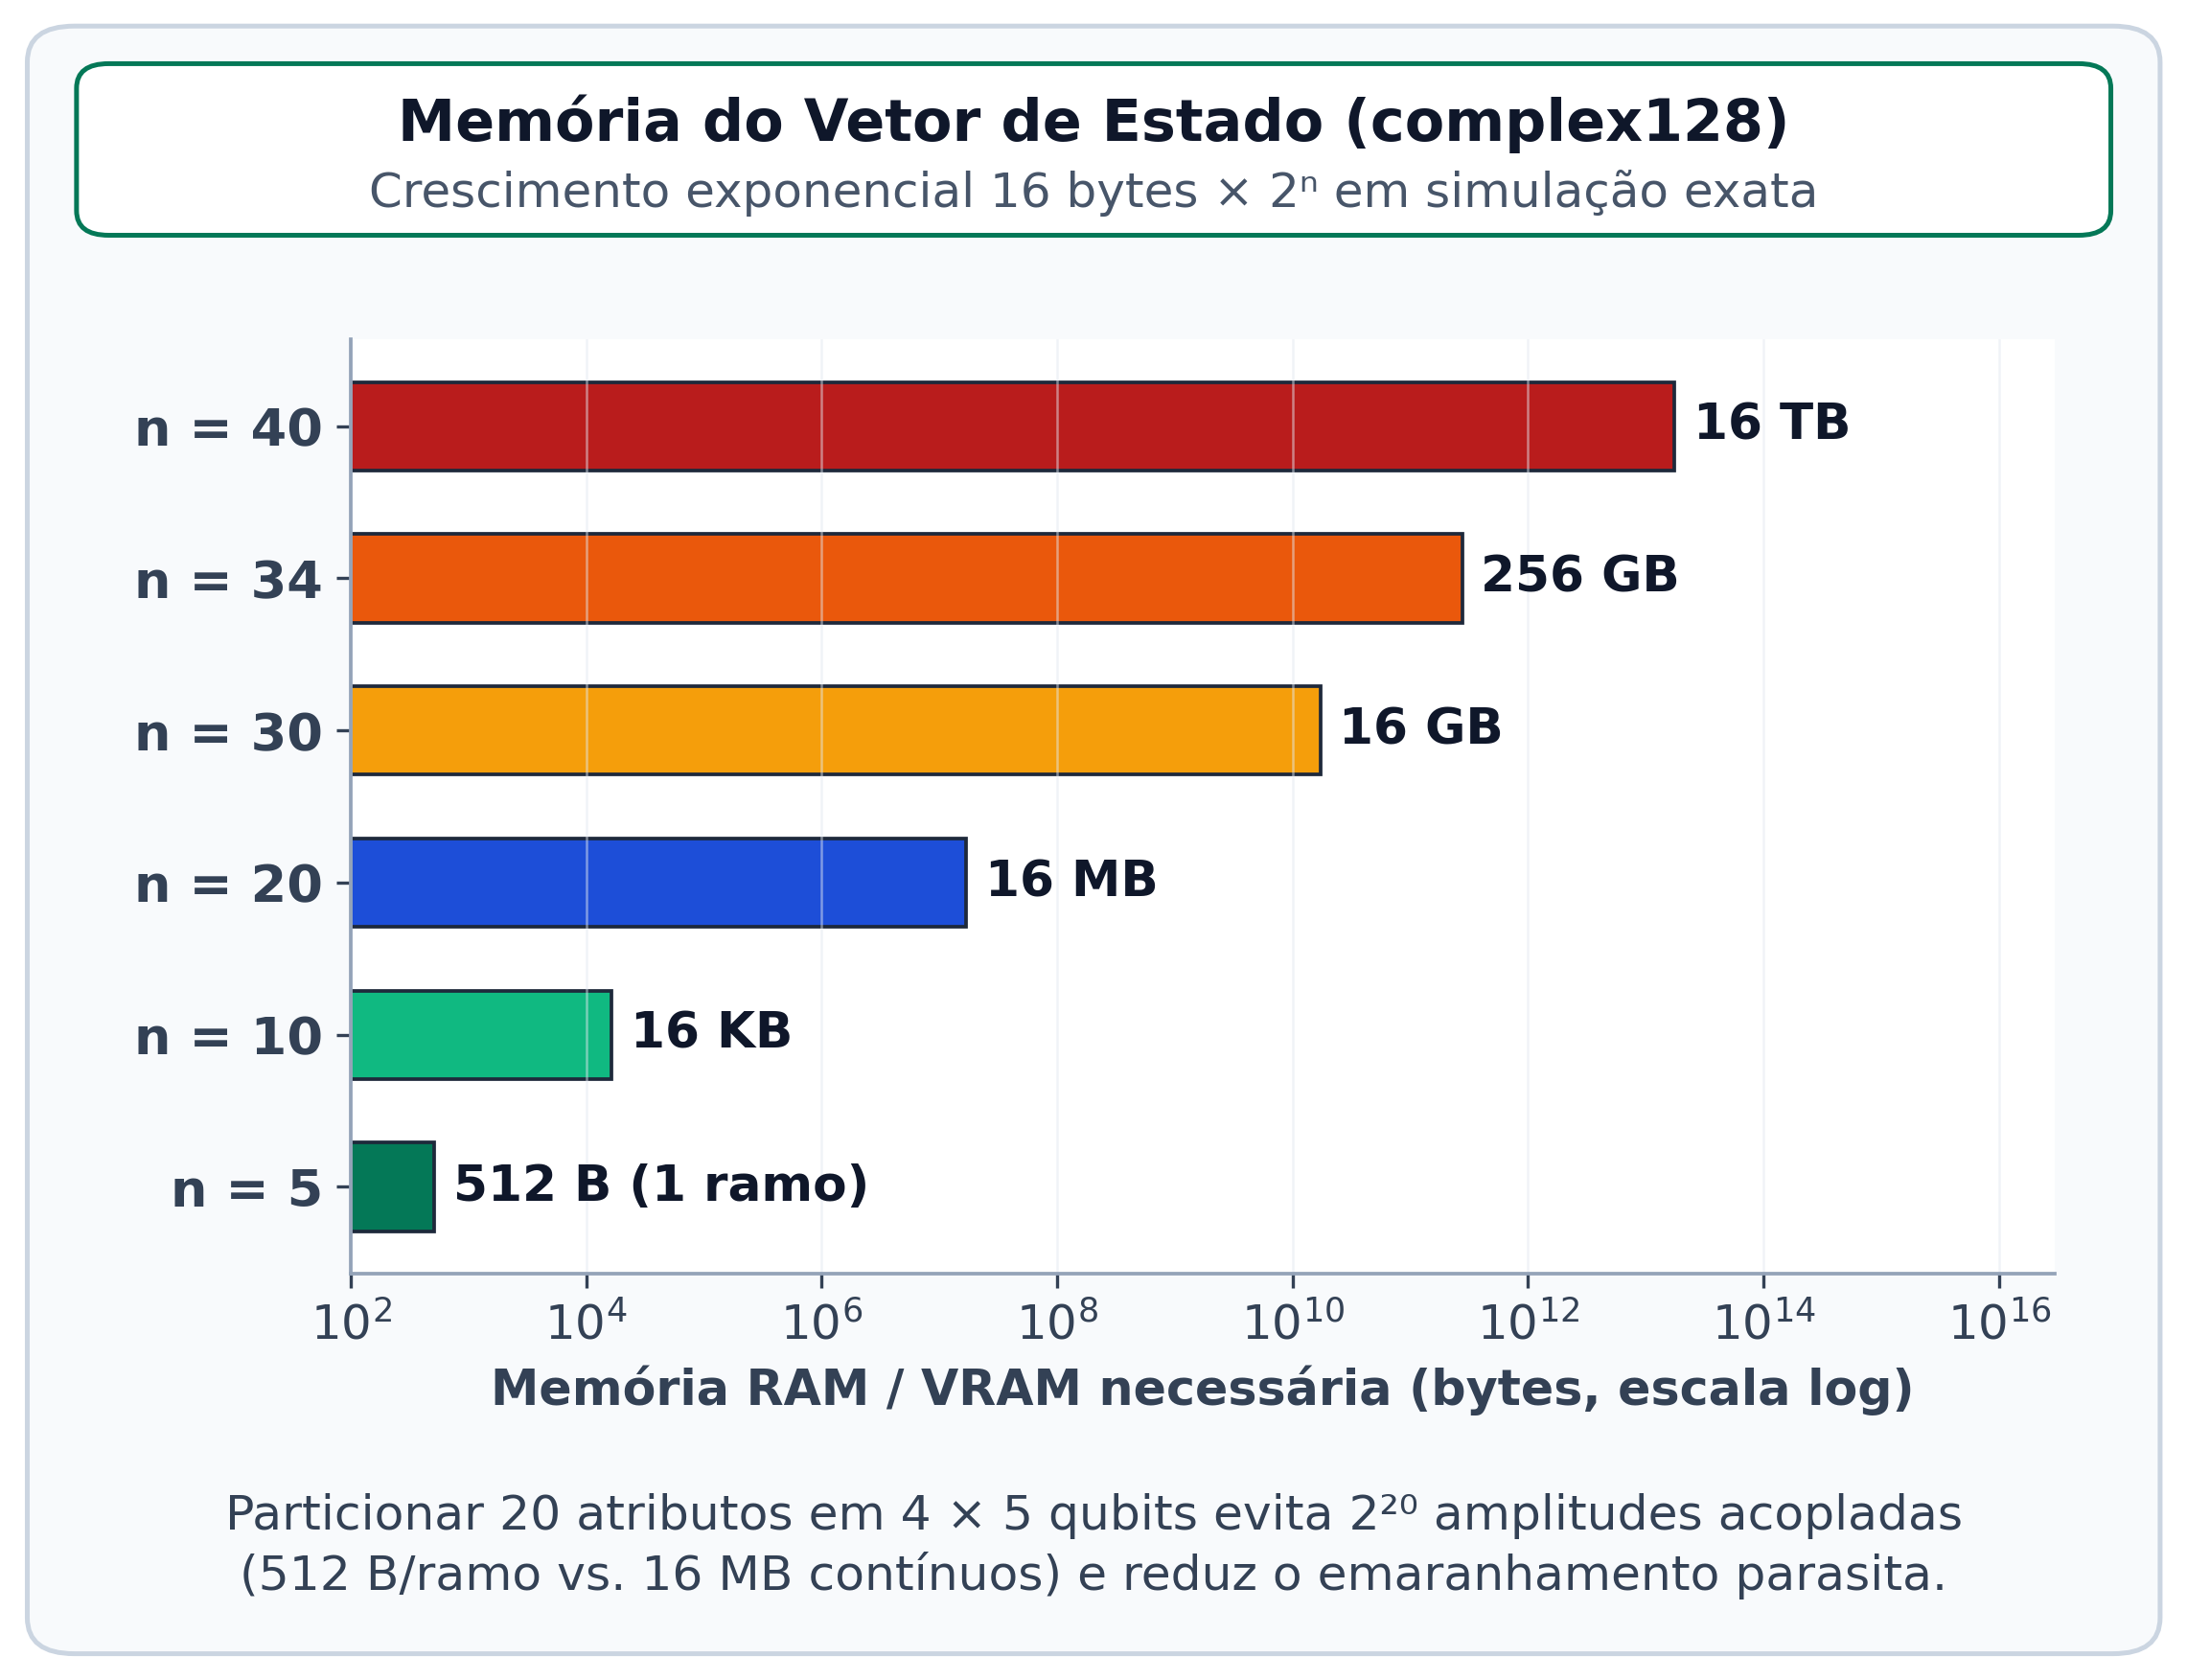 Memória do Vetor de Estado (complex128)
Crescimento exponencial 16 bytes × 2ⁿ em simulação exata
n = 40 16 TB
n = 34 256 GB
n = 30 16 GB
n = 20 16 MB
n = 10 16 KB
n = 5 512 B (1 ramo)
10² 10⁴ 10⁶ 10⁸ 10¹⁰ 10¹² 10¹⁴ 10¹⁶
Memória RAM / VRAM necessária (bytes, escala log)
Particionar 20 atributos em 4 × 5 qubits evita 2²⁰ amplitudes acopladas
(512 B/ramo vs. 16 MB contínuos) e reduz o emaranhamento parasita.